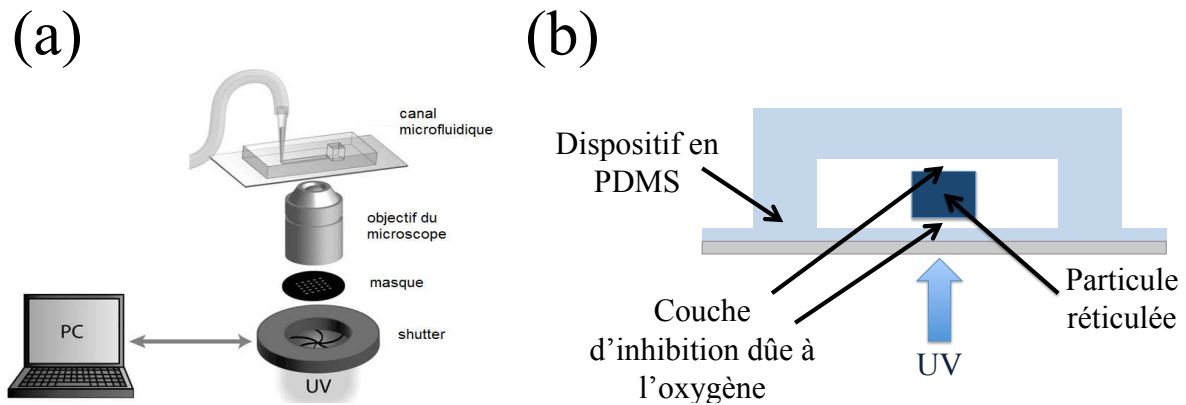 (a)
canal
microfluidique
objectif du
microscope
masque
shutter
PC
UV
(b)
Dispositif en
PDMS
Couche
d’inhibition dûe à
l’oxygène
UV
Particule
réticulée